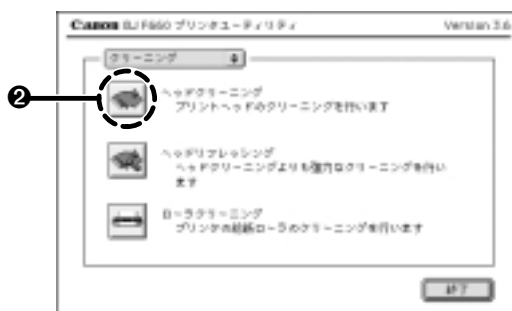 Canon BJ F660 プリンタユーティリティ Version 3.6
クリーニング
❷
ヘッドクリーニング
プリントヘッドのクリーニングを行います
ヘッドリフレッシング
ヘッドクリーニングよりも強力なクリーニングを行い
ます
ローラクリーニング
プリンタの給紙ローラのクリーニングを行います
終了